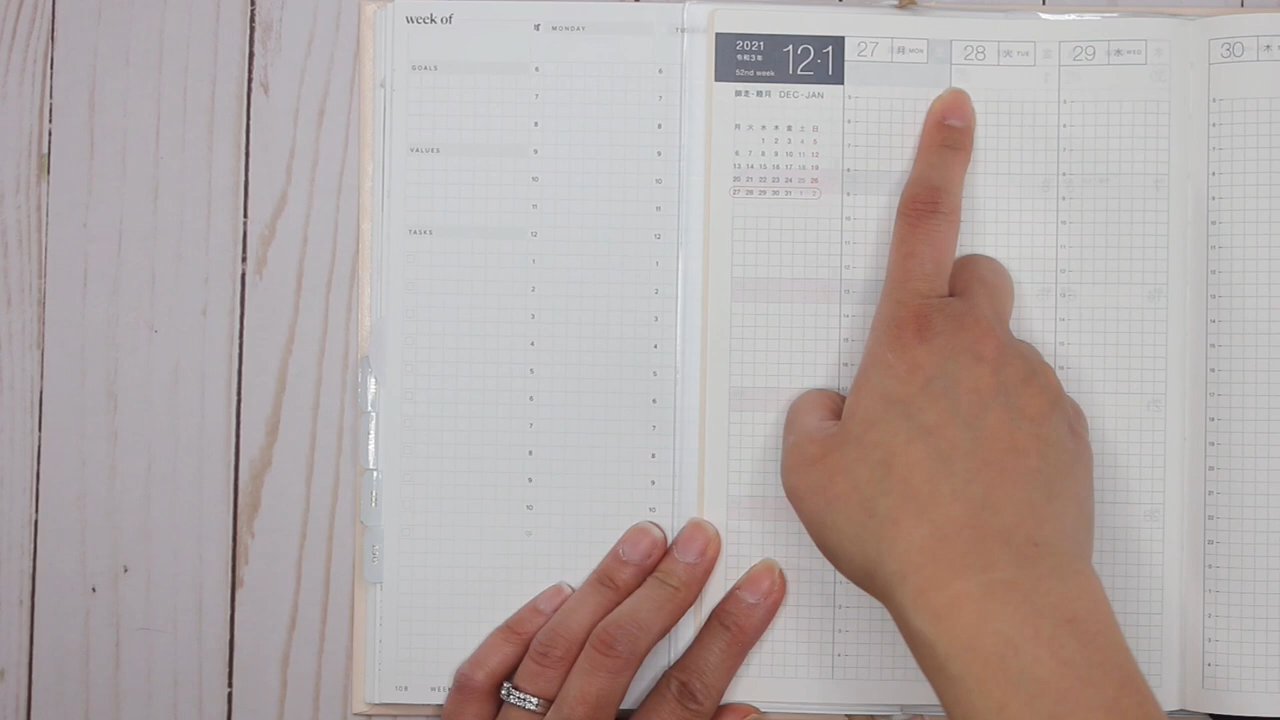 week of
MONDAY
GOALS
VALUES
TASKS
6
7
8
9
10
11
12
1
2
3
4
5
6
7
8
9
10
6
7
8
9
10
11
12
1
2
3
4
5
6
7
8
9
10
108
2021
令和3年
52nd week
12·1
師走-睦月 DEC-JAN
月 火 水 木 金 土 日
1 2 3 4 5
6 7 8 9 10 11 12
13 14 15 16 17 18 19
20 21 22 23 24 25 26
27 28 29 30 31 1 2
27 月 MON
28 火 TUE
29 水 WED
30 木